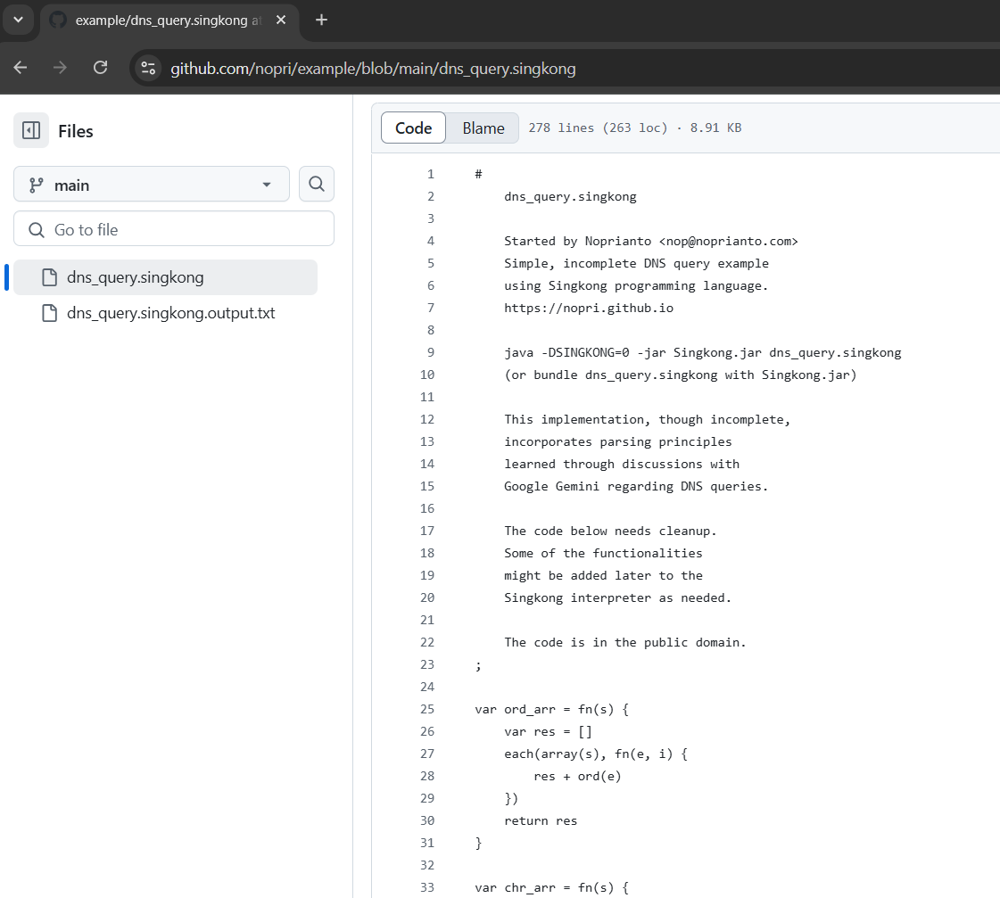 example/dns_query.singkong at
github.com/nopri/example/blob/main/dns_query.singkong
Files
main
Go to file
dns_query.singkong
dns_query.singkong.output.txt
Code Blame 278 lines (263 loc) · 8.91 KB
1 #
2 dns_query.singkong
3
4 Started by Noprianto <nop@noprianto.com>
5 Simple, incomplete DNS query example
6 using Singkong programming language.
7 https://nopri.github.io
8
9 java -DSINGKONG=0 -jar Singkong.jar dns_query.singkong
10 (or bundle dns_query.singkong with Singkong.jar)
11
12 This implementation, though incomplete,
13 incorporates parsing principles
14 learned through discussions with
15 Google Gemini regarding DNS queries.
16
17 The code below needs cleanup.
18 Some of the functionalities
19 might be added later to the
20 Singkong interpreter as needed.
21
22 The code is in the public domain.
23 ;
24
25 var ord_arr = fn(s) {
26     var res = []
27     each(array(s), fn(e, i) {
28         res + ord(e)
29     })
30     return res
31 }
32
33 var chr_arr = fn(s) {